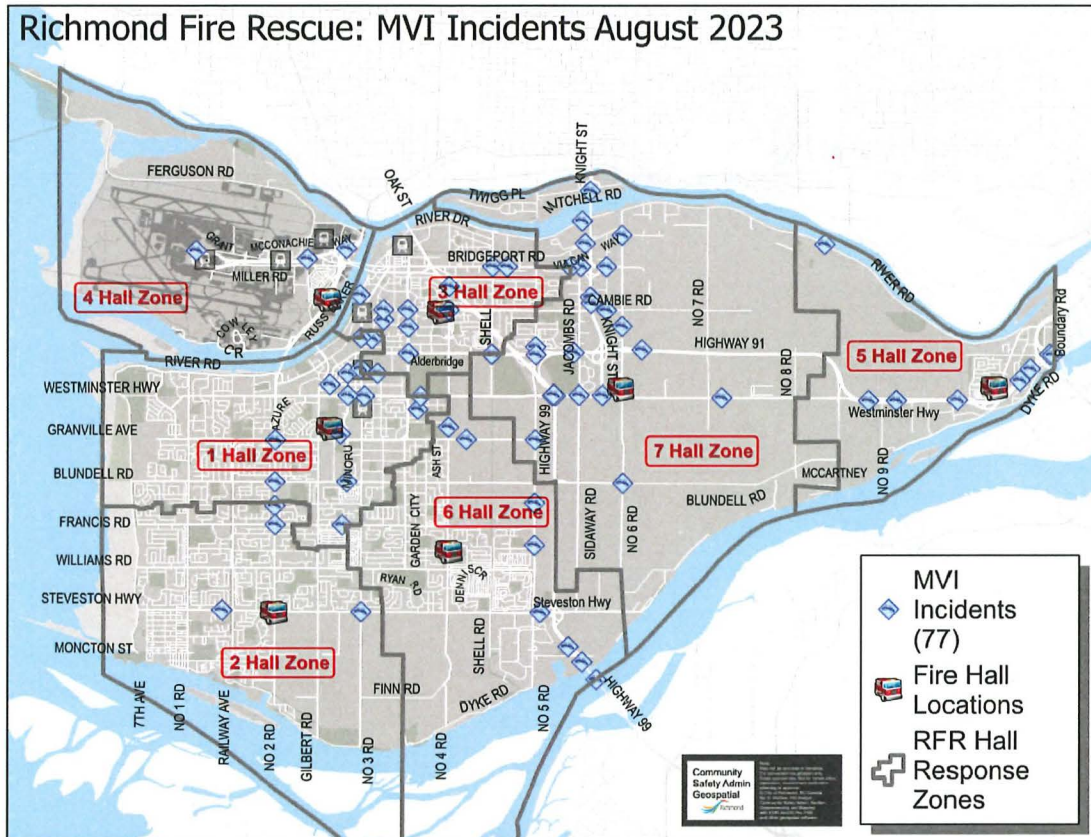 Richmond Fire Rescue: MVI Incidents August 2023
FERGUSON RD
OAK ST
TWIGG PL
KNIGHT ST
MITCHELL RD
RIVER DR
GRANT
MCCONACHIE
WAY
BRIDGEPORT RD
VULCAN
WAY
RIVER RD
MILLER RD
4 Hall Zone
RUSS BAKER
3 Hall Zone
CAMBIE RD
NO 7 RD
Boundary Rd
COWLEY
CR
SHELL
JACOMBS RD
KNIGHT ST
HIGHWAY 91
5 Hall Zone
RIVER RD
Alderbridge
NO 8 RD
DYKE RD
WESTMINSTER HWY
Westminster Hwy
AZURE
GRANVILLE AVE
HIGHWAY 99
1 Hall Zone
MINORU
ASH ST
7 Hall Zone
BLUNDELL RD
MCCARTNEY
NO 9 RD
BLUNDELL RD
FRANCIS RD
GARDEN CITY
6 Hall Zone
SIDAWAY RD
NO 6 RD
WILLIAMS RD
RYAN RD
DENNIS CR
STEVESTON HWY
Steveston Hwy
MONCTON ST
2 Hall Zone
SHELL RD
FINN RD
DYKE RD
HIGHWAY 99
7TH AVE
NO 1 RD
RAILWAY AVE
NO 2 RD
GILBERT RD
NO 3 RD
NO 4 RD
NO 5 RD
MVI
Incidents
(77)
Fire Hall
Locations
RFR Hall
Response
Zones
Community
Safety Admin
Geospatial
Richmond